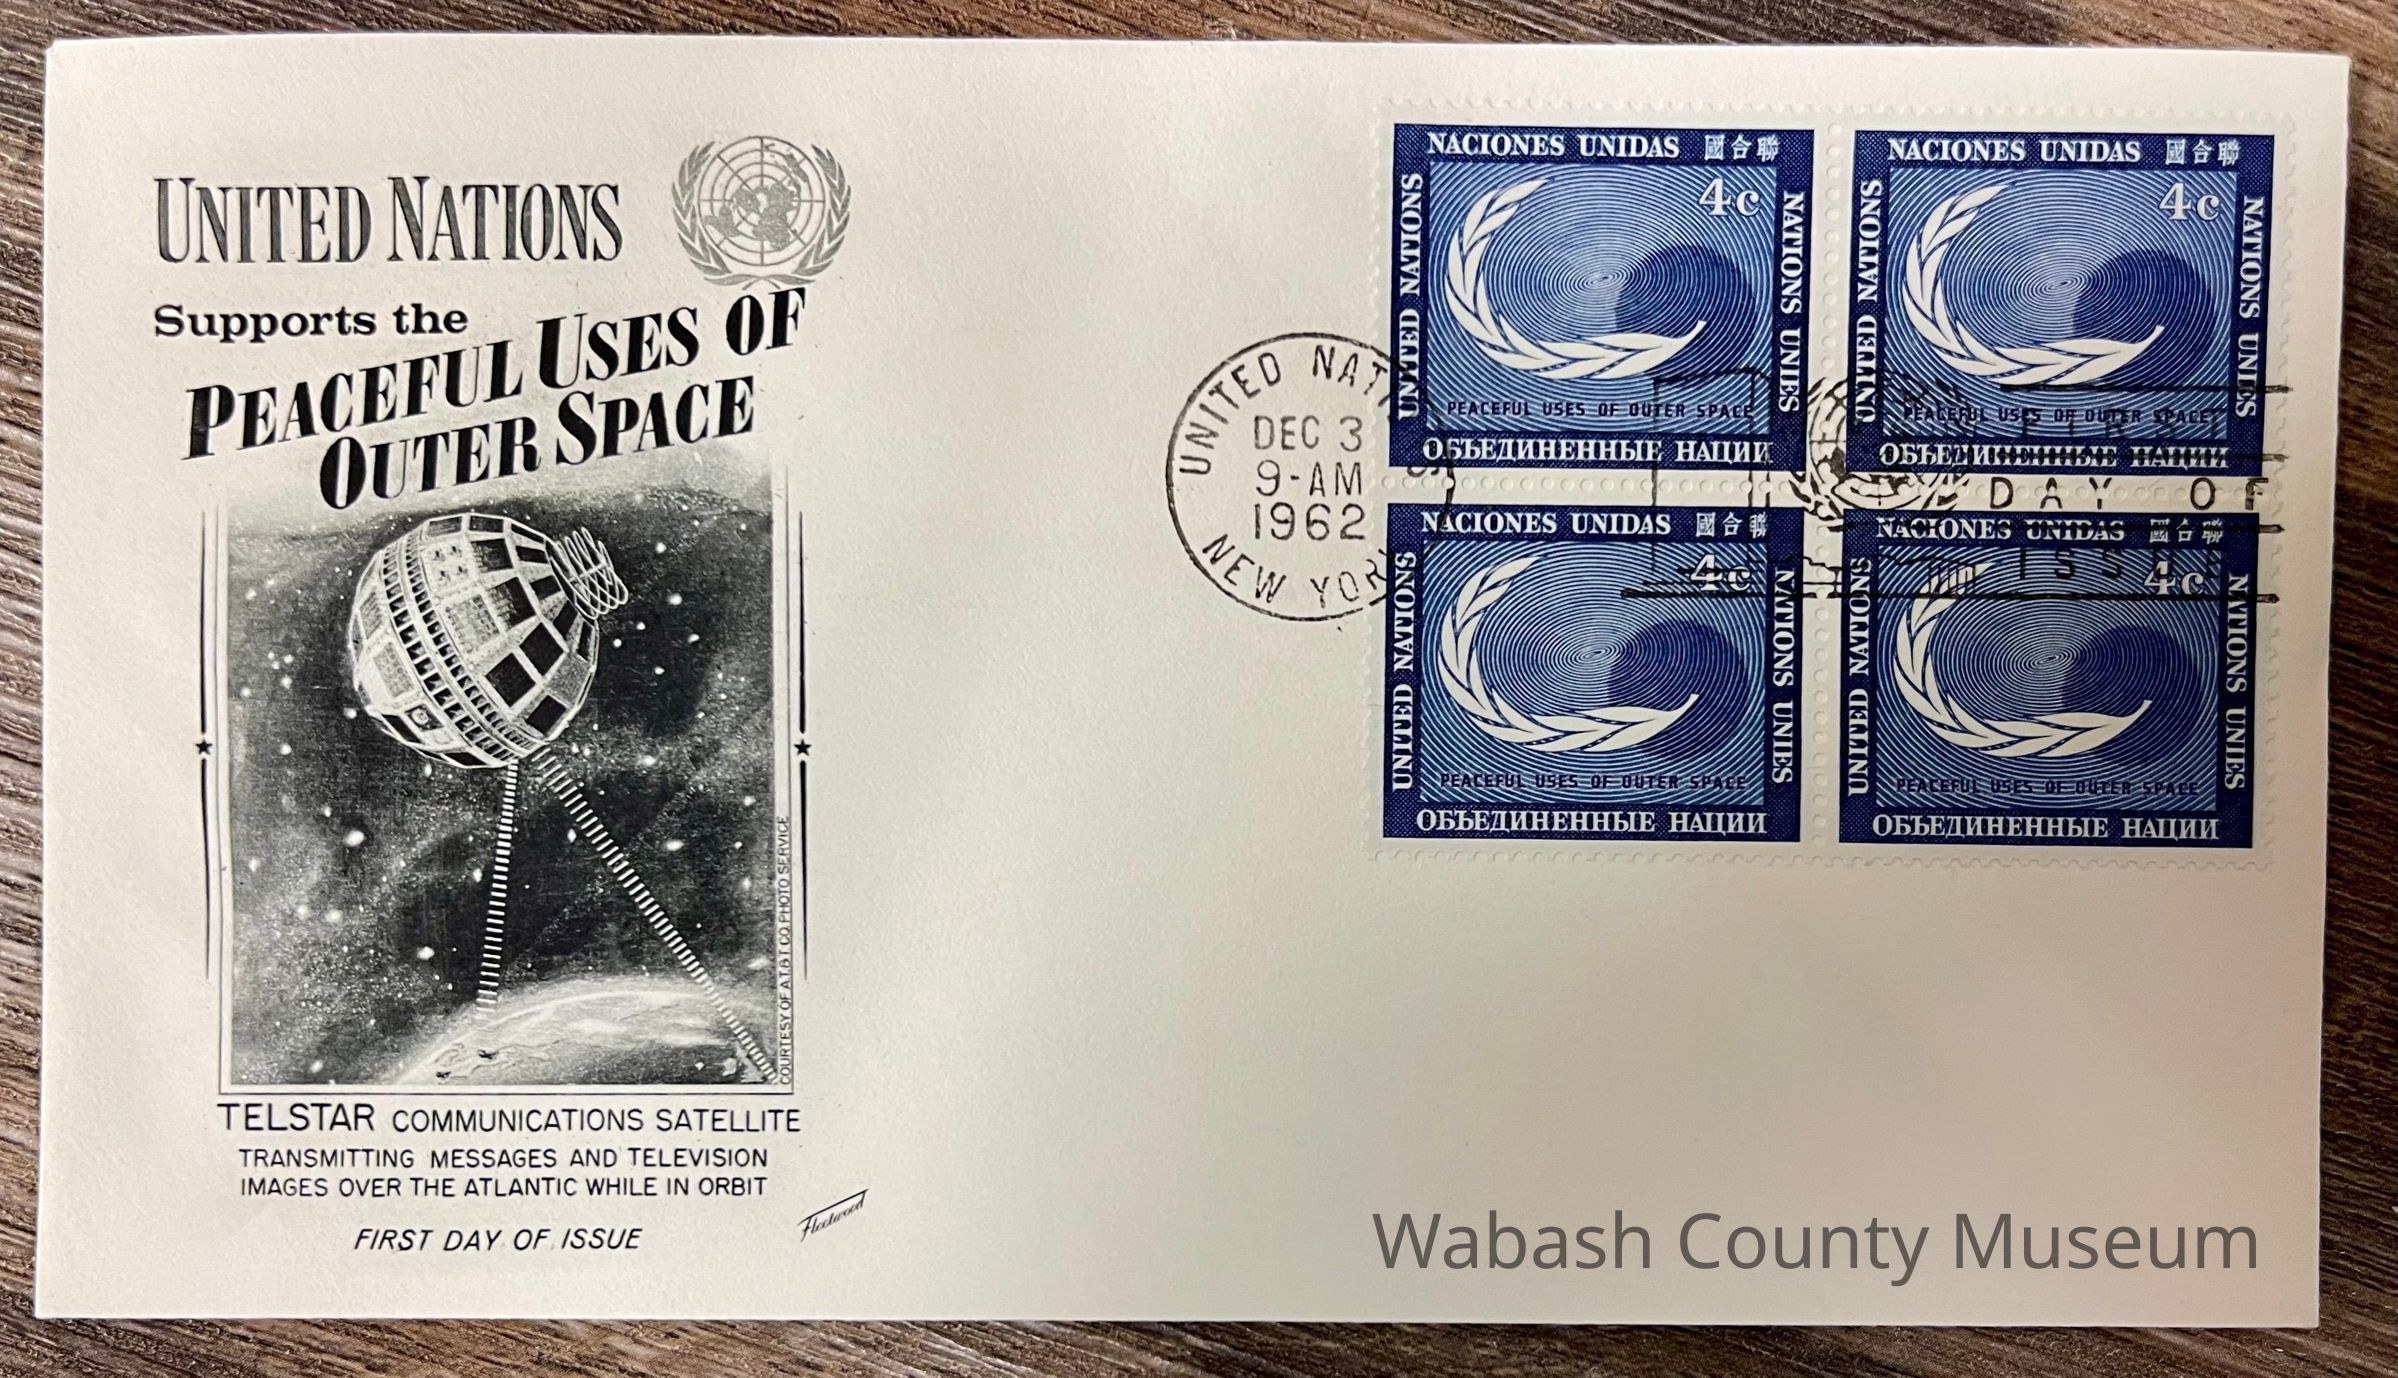 UNITED NATIONS
Supports the
PEACEFUL USES OF
OUTER SPACE
COURTESY OF A.T.&T. CO. PHOTO SERVICE
TELSTAR COMMUNICATIONS SATELLITE
TRANSMITTING MESSAGES AND TELEVISION
IMAGES OVER THE ATLANTIC WHILE IN ORBIT
FIRST DAY OF ISSUE
Fleetwood
UNITED NATIONS
DEC 3
9-AM
1962
NEW YORK
NACIONES UNIDAS 國合聯
UNITED NATIONS
4c
NATIONS UNIES
PEACEFUL USES OF OUTER SPACE
ОБЪЕДИНЕННЫЕ НАЦИИ
NACIONES UNIDAS 國合聯
UNITED NATIONS
4c
NATIONS UNIES
PEACEFUL USES OF OUTER SPACE
ОБЪЕДИНЕННЫЕ НАЦИИ
FIRST
DAY OF
ISSUE
NACIONES UNIDAS 國合聯
UNITED NATIONS
4c
NATIONS UNIES
PEACEFUL USES OF OUTER SPACE
ОБЪЕДИНЕННЫЕ НАЦИИ
NACIONES UNIDAS 國合聯
UNITED NATIONS
4c
NATIONS UNIES
PEACEFUL USES OF OUTER SPACE
ОБЪЕДИНЕННЫЕ НАЦИИ
Wabash County Museum